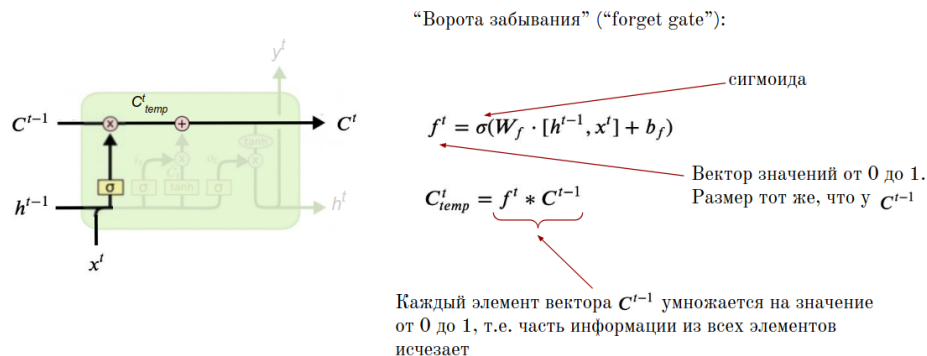 “Ворота забывания” (“forget gate”):
y^t
сигмоида
C^t_temp
C^{t-1}
C^t
×
+
f^t = σ(W_f · [h^{t-1}, x^t] + b_f)
tanh
×
×
Вектор значений от 0 до 1.
Размер тот же, что у C^{t-1}
σ
σ
tanh
σ
C^t_temp = f^t * C^{t-1}
h^{t-1}
h^t
x^t
Каждый элемент вектора C^{t-1} умножается на значение
от 0 до 1, т.е. часть информации из всех элементов
исчезает